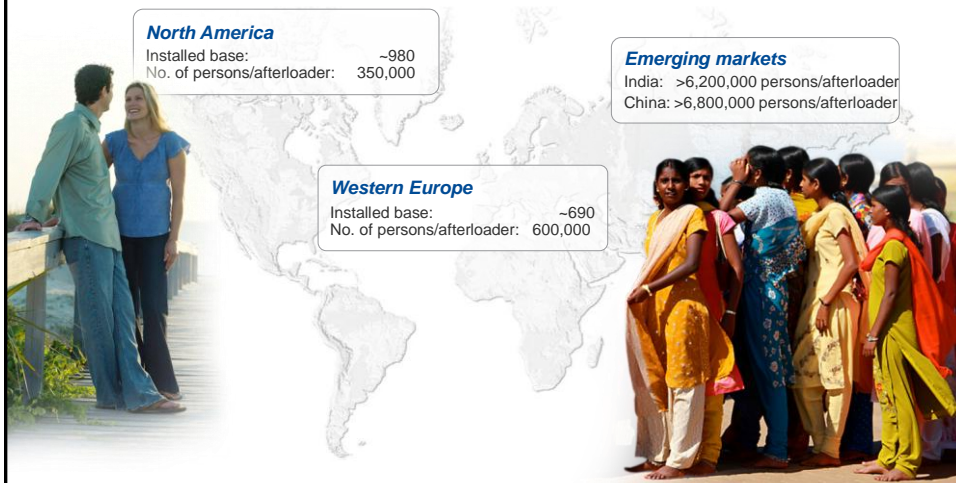 North America
Installed base: ~980
No. of persons/afterloader: 350,000
Emerging markets
India: >6,200,000 persons/afterloader
China: >6,800,000 persons/afterloader
Western Europe
Installed base: ~690
No. of persons/afterloader: 600,000